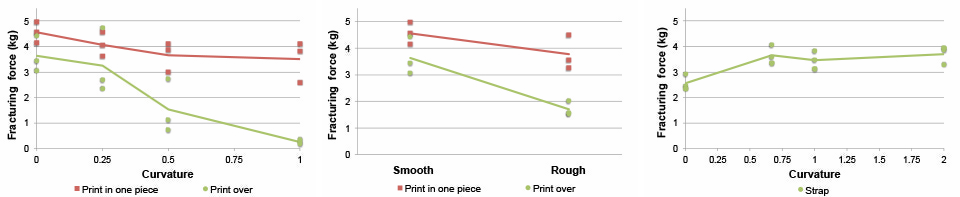 Fracturing force (kg)
5
4
3
2
1
0
0 0.25 0.5 0.75 1
Curvature
Print in one piece Print over
Fracturing force (kg)
5
4
3
2
1
0
Smooth Rough
Print in one piece Print over
Fracturing force (kg)
5
4
3
2
1
0
0 0.25 0.5 0.75 1 1.25 1.5 1.75 2
Curvature
Strap